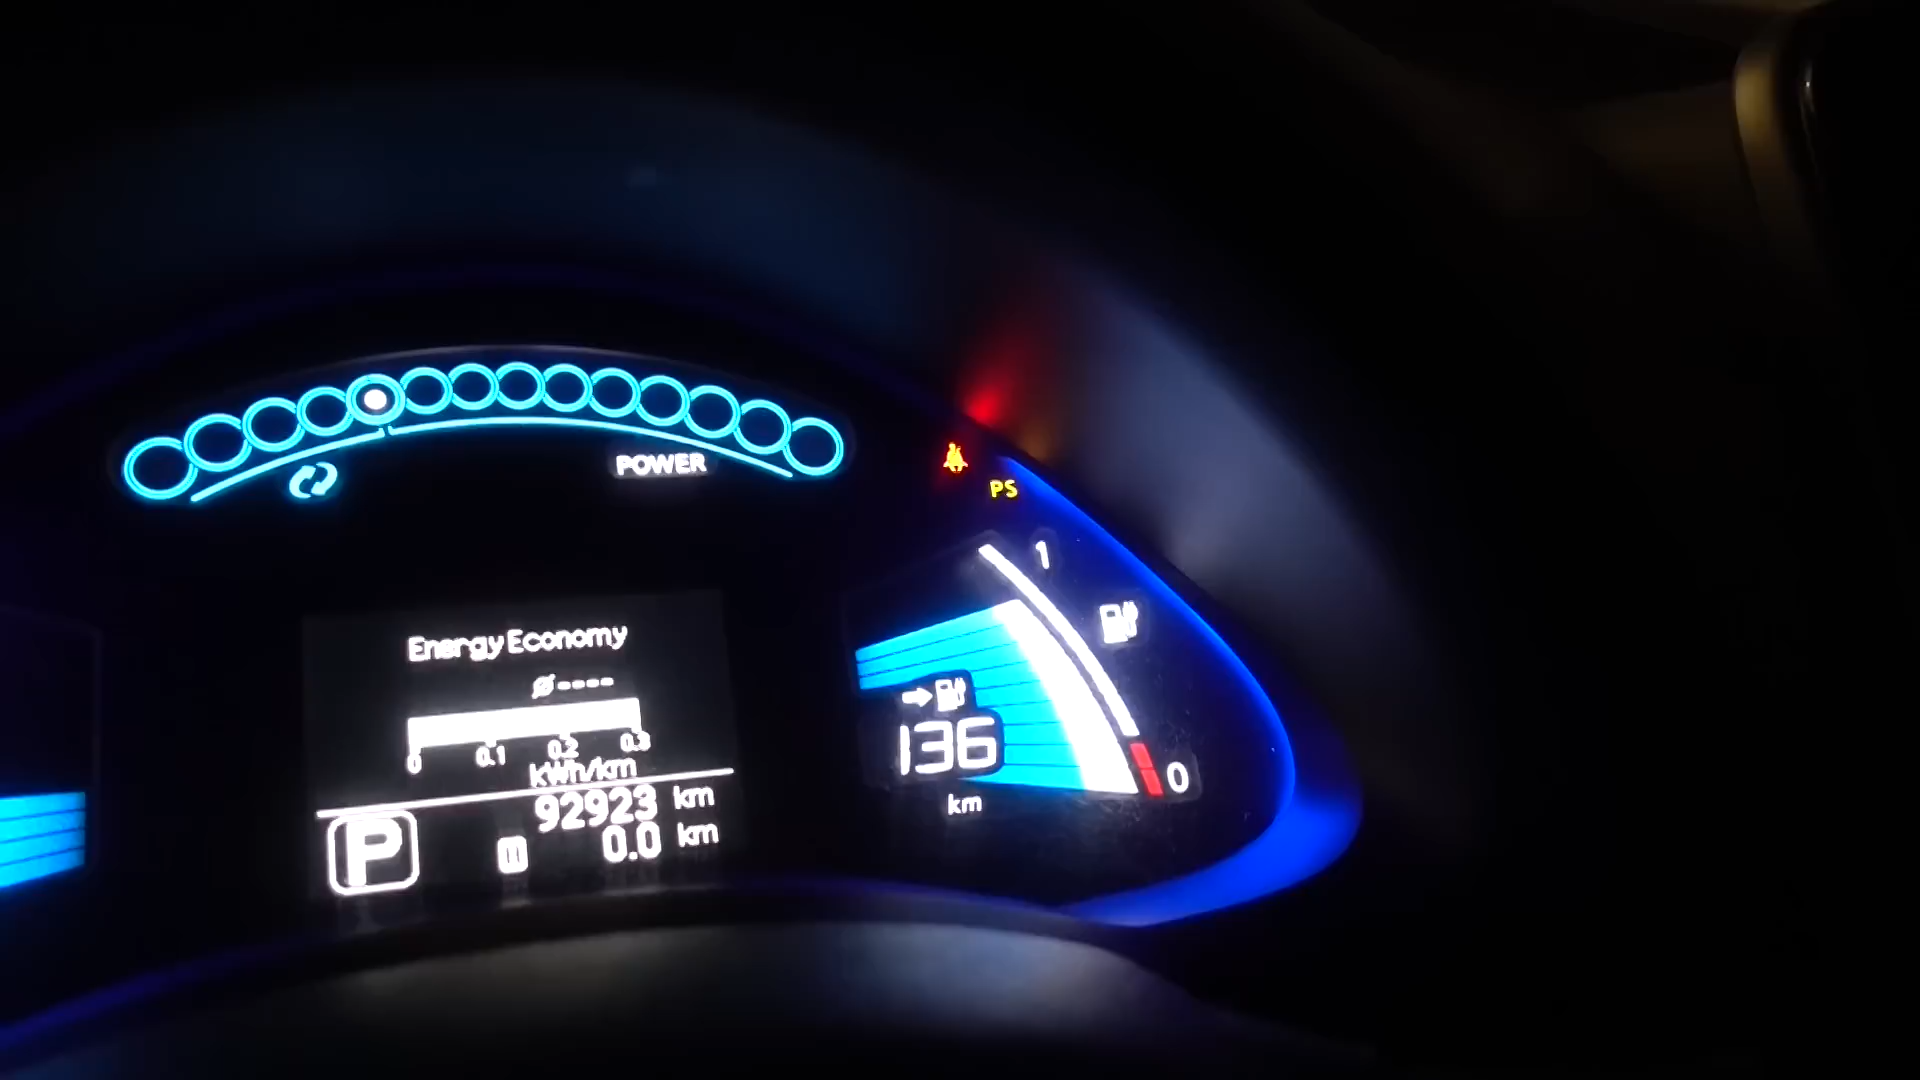 POWER
PS
Energy Economy
Ø----
0 0.1 0.2 0.3
kWh/km
92923 km
P 0.0 km
1
136
km
0